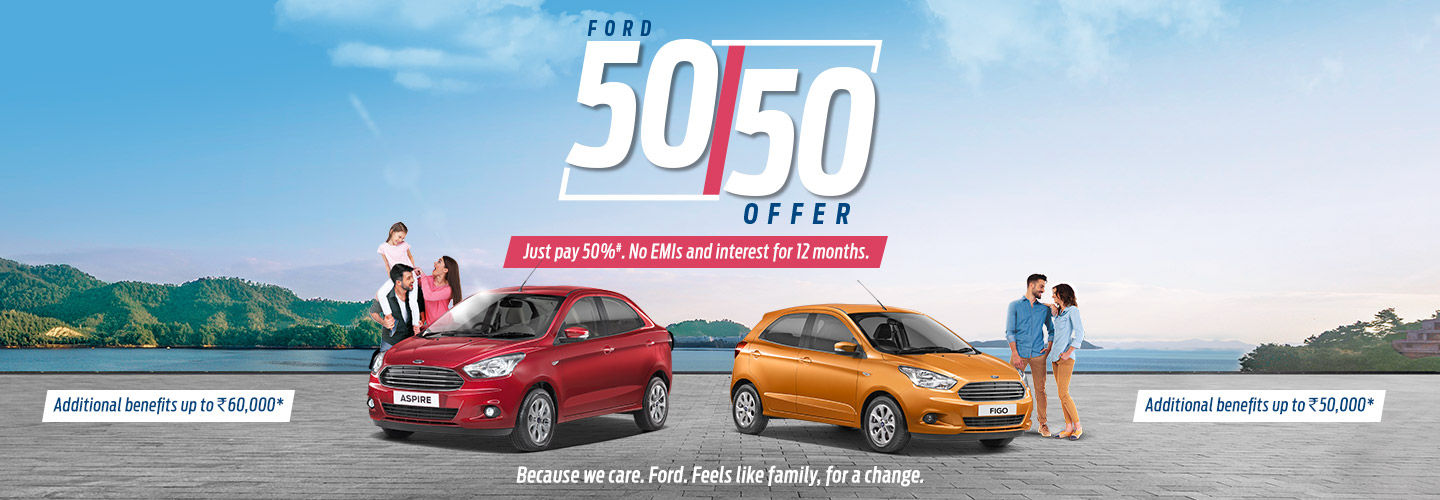 FORD
50/50
OFFER
Just pay 50%#. No EMIs and interest for 12 months.
ASPIRE
FIGO
Additional benefits up to ₹60,000*
Additional benefits up to ₹50,000*
Because we care. Ford. Feels like family, for a change.